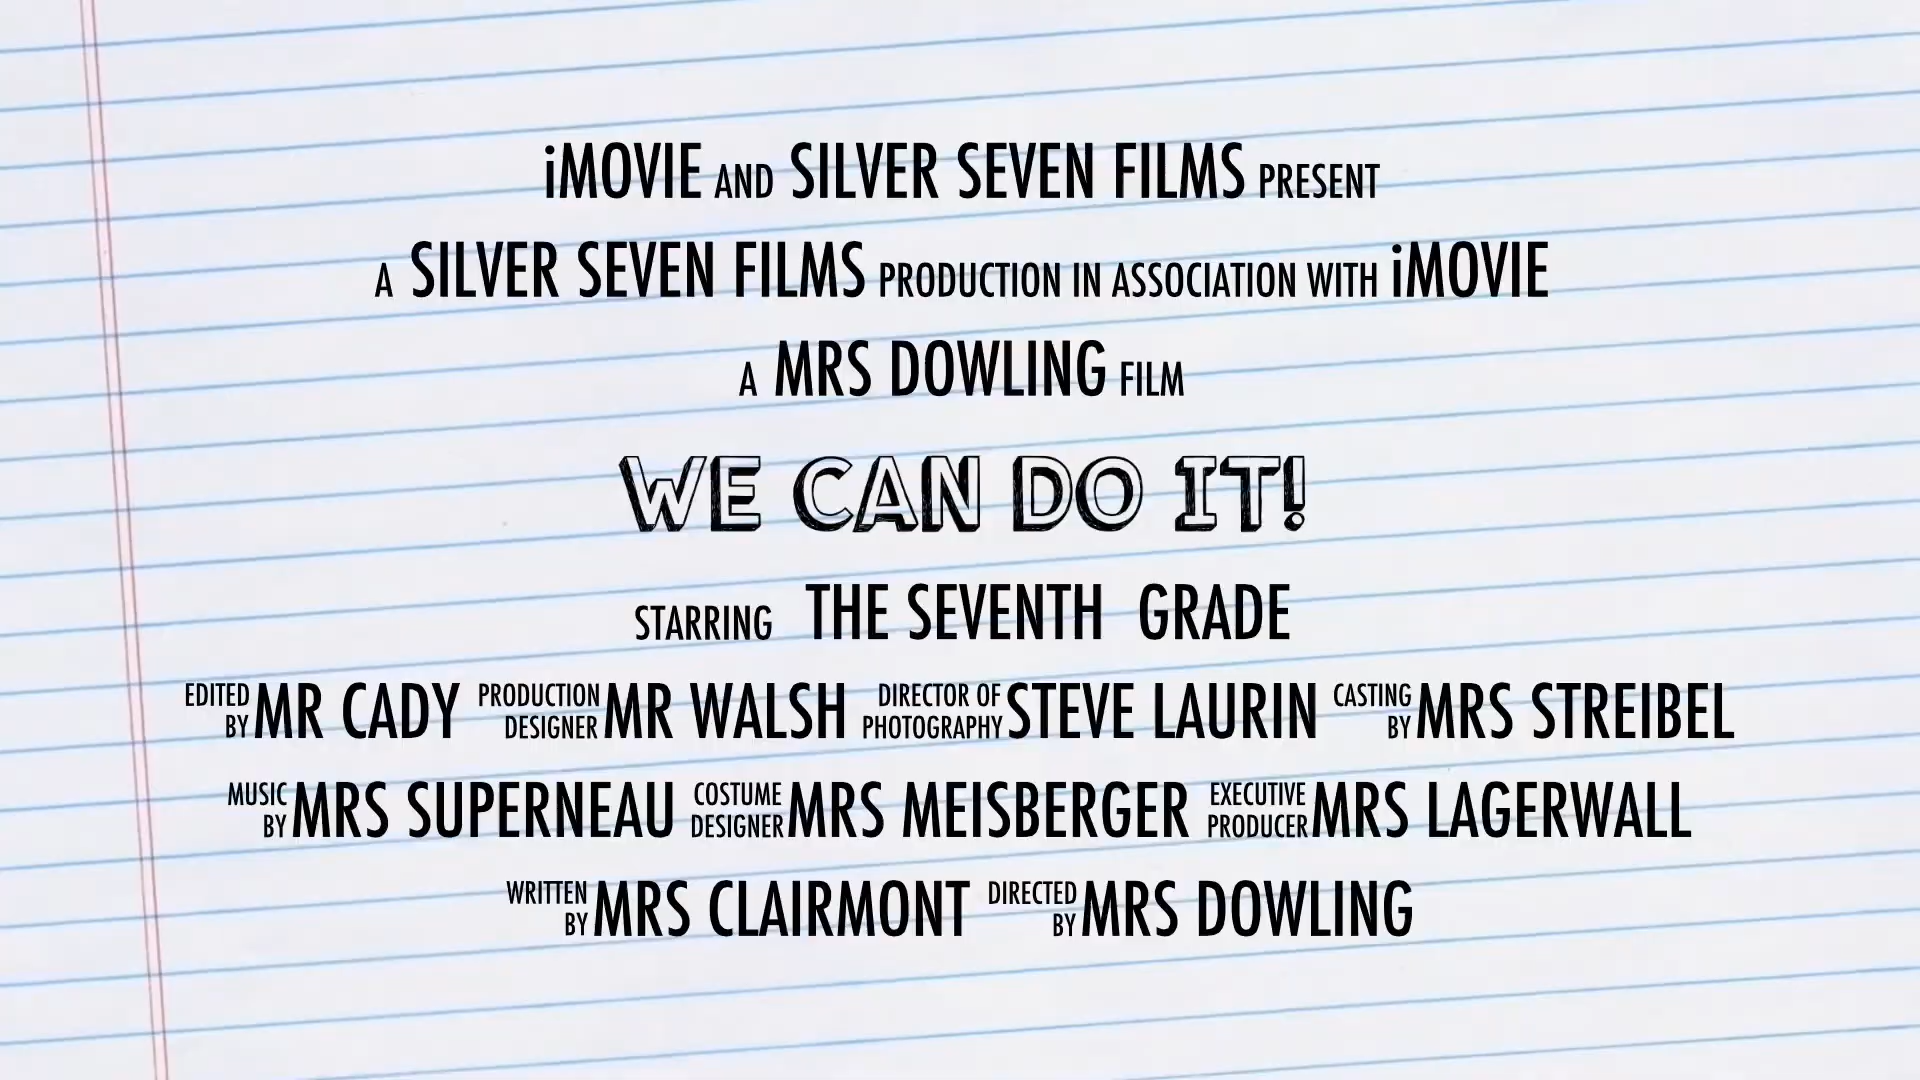 iMOVIE AND SILVER SEVEN FILMS PRESENT
A SILVER SEVEN FILMS PRODUCTION IN ASSOCIATION WITH iMOVIE
A MRS DOWLING FILM
WE CAN DO IT!
STARRING THE SEVENTH GRADE
EDITED BY MR CADY PRODUCTION DESIGNER MR WALSH DIRECTOR OF PHOTOGRAPHY STEVE LAURIN CASTING BY MRS STREIBEL
MUSIC BY MRS SUPERNEAU COSTUME DESIGNER MRS MEISBERGER EXECUTIVE PRODUCER MRS LAGERWALL
WRITTEN BY MRS CLAIRMONT DIRECTED BY MRS DOWLING